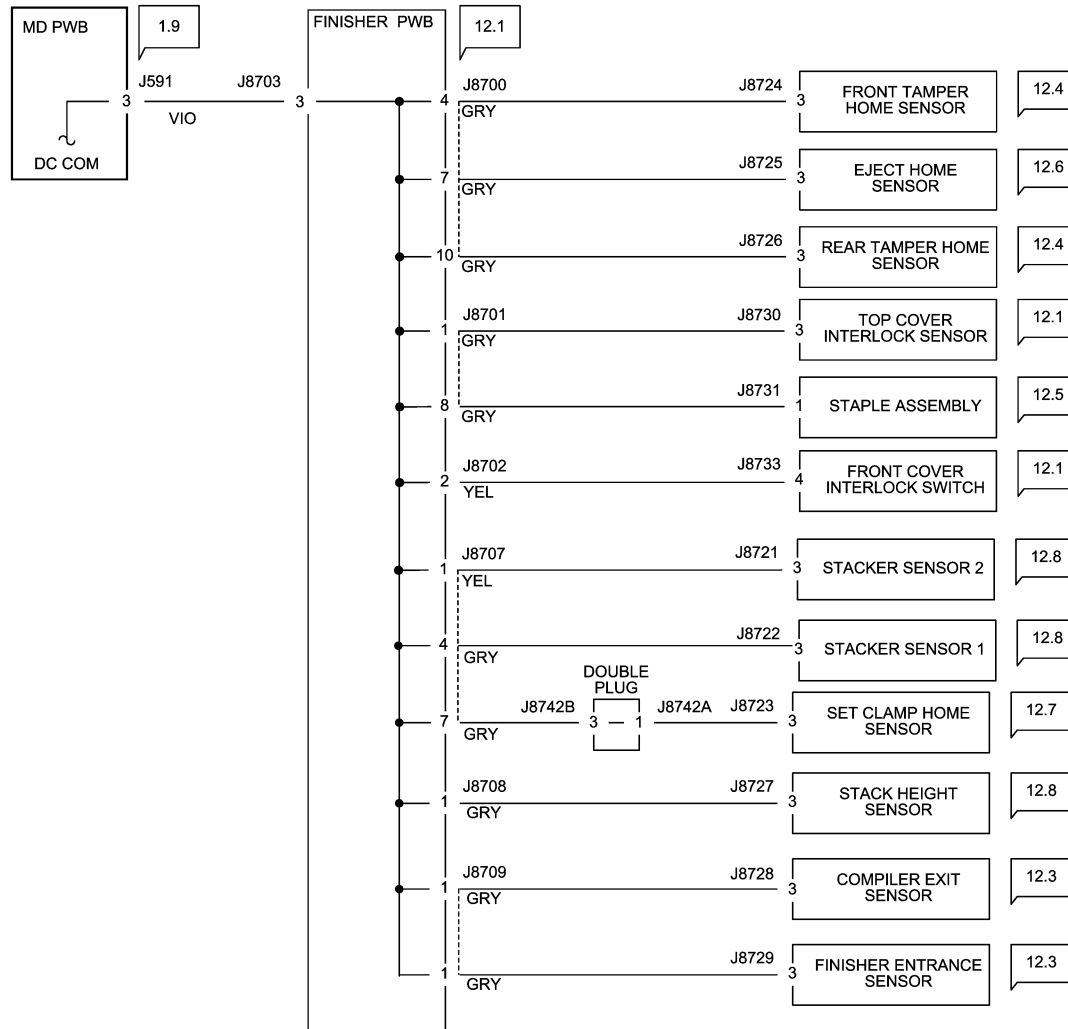 MD PWB
1.9
FINISHER PWB
12.1
J591
J8703
3
3
VIO
DC COM
4
J8700
GRY
J8724
3
FRONT TAMPER
HOME SENSOR
12.4
7
GRY
J8725
3
EJECT HOME
SENSOR
12.6
10
GRY
J8726
3
REAR TAMPER HOME
SENSOR
12.4
1
J8701
GRY
J8730
3
TOP COVER
INTERLOCK SENSOR
12.1
8
GRY
J8731
1
STAPLE ASSEMBLY
12.5
2
J8702
YEL
J8733
4
FRONT COVER
INTERLOCK SWITCH
12.1
1
J8707
YEL
J8721
3
STACKER SENSOR 2
12.8
4
GRY
J8722
3
STACKER SENSOR 1
12.8
7
GRY
J8742B
DOUBLE
PLUG
3
1
J8742A
J8723
3
SET CLAMP HOME
SENSOR
12.7
1
J8708
GRY
J8727
3
STACK HEIGHT
SENSOR
12.8
1
J8709
GRY
J8728
3
COMPILER EXIT
SENSOR
12.3
1
GRY
J8729
3
FINISHER ENTRANCE
SENSOR
12.3